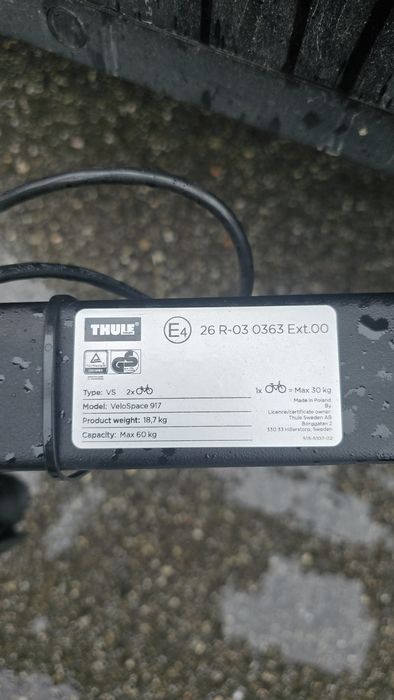 THULE
E4 26 R-03 0363 Ext.00
Type: VS 2x 1x = Max 30 kg
Model: VeloSpace 917
Product weight: 18,7 kg
Capacity: Max 60 kg
Made in Poland
By
Licence/certificate owner:
Thule Sweden AB
Borggatan 2
330 33 Hillerstorp, Sweden